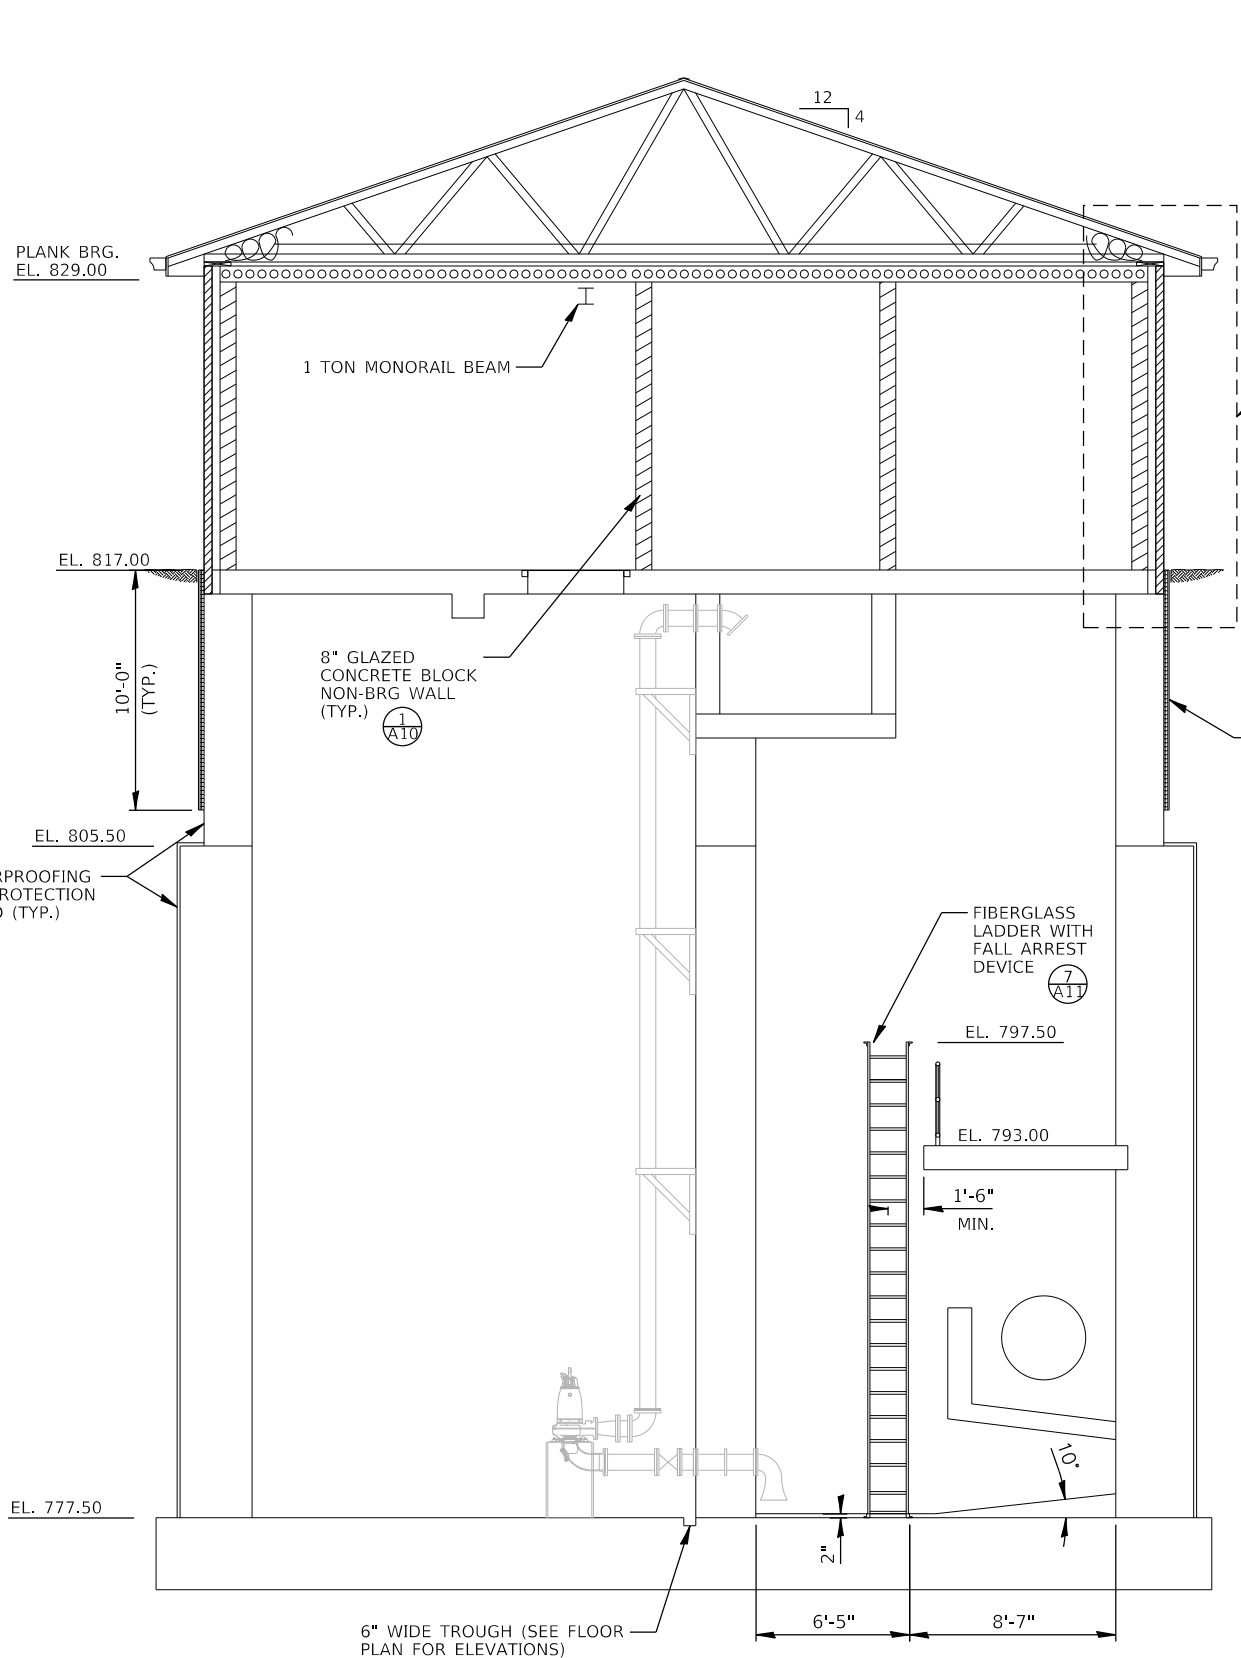 12
4
PLANK BRG.
EL. 829.00
1 TON MONORAIL BEAM
EL. 817.00
10'-0"
(TYP.)
8" GLAZED
CONCRETE BLOCK
NON-BRG WALL
(TYP.)
1
A10
EL. 805.50
RPROOFING
ROTECTION
(TYP.)
FIBERGLASS
LADDER WITH
FALL ARREST
DEVICE
7
A11
EL. 797.50
EL. 793.00
1'-6"
MIN.
10°
EL. 777.50
2"
6'-5"
8'-7"
6" WIDE TROUGH (SEE FLOOR
PLAN FOR ELEVATIONS)